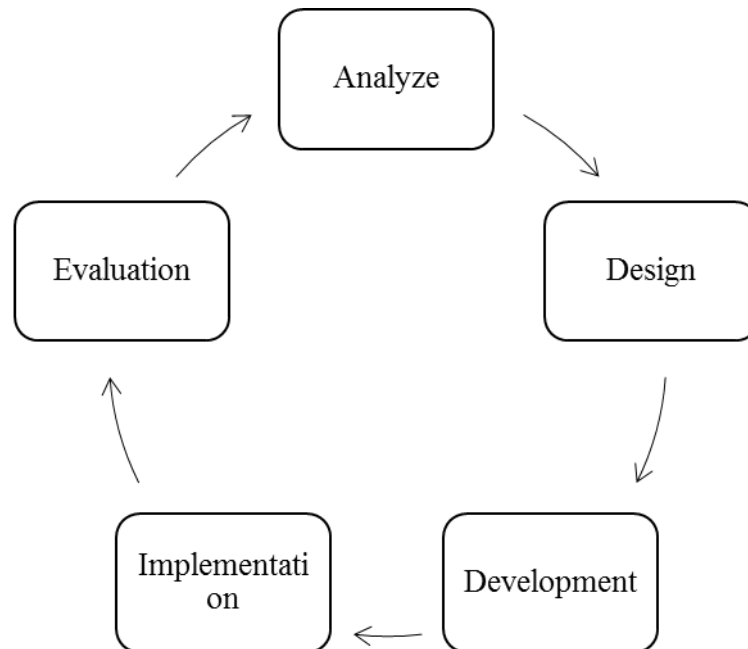 Analyze
Design
Development
Implementati
on
Evaluation